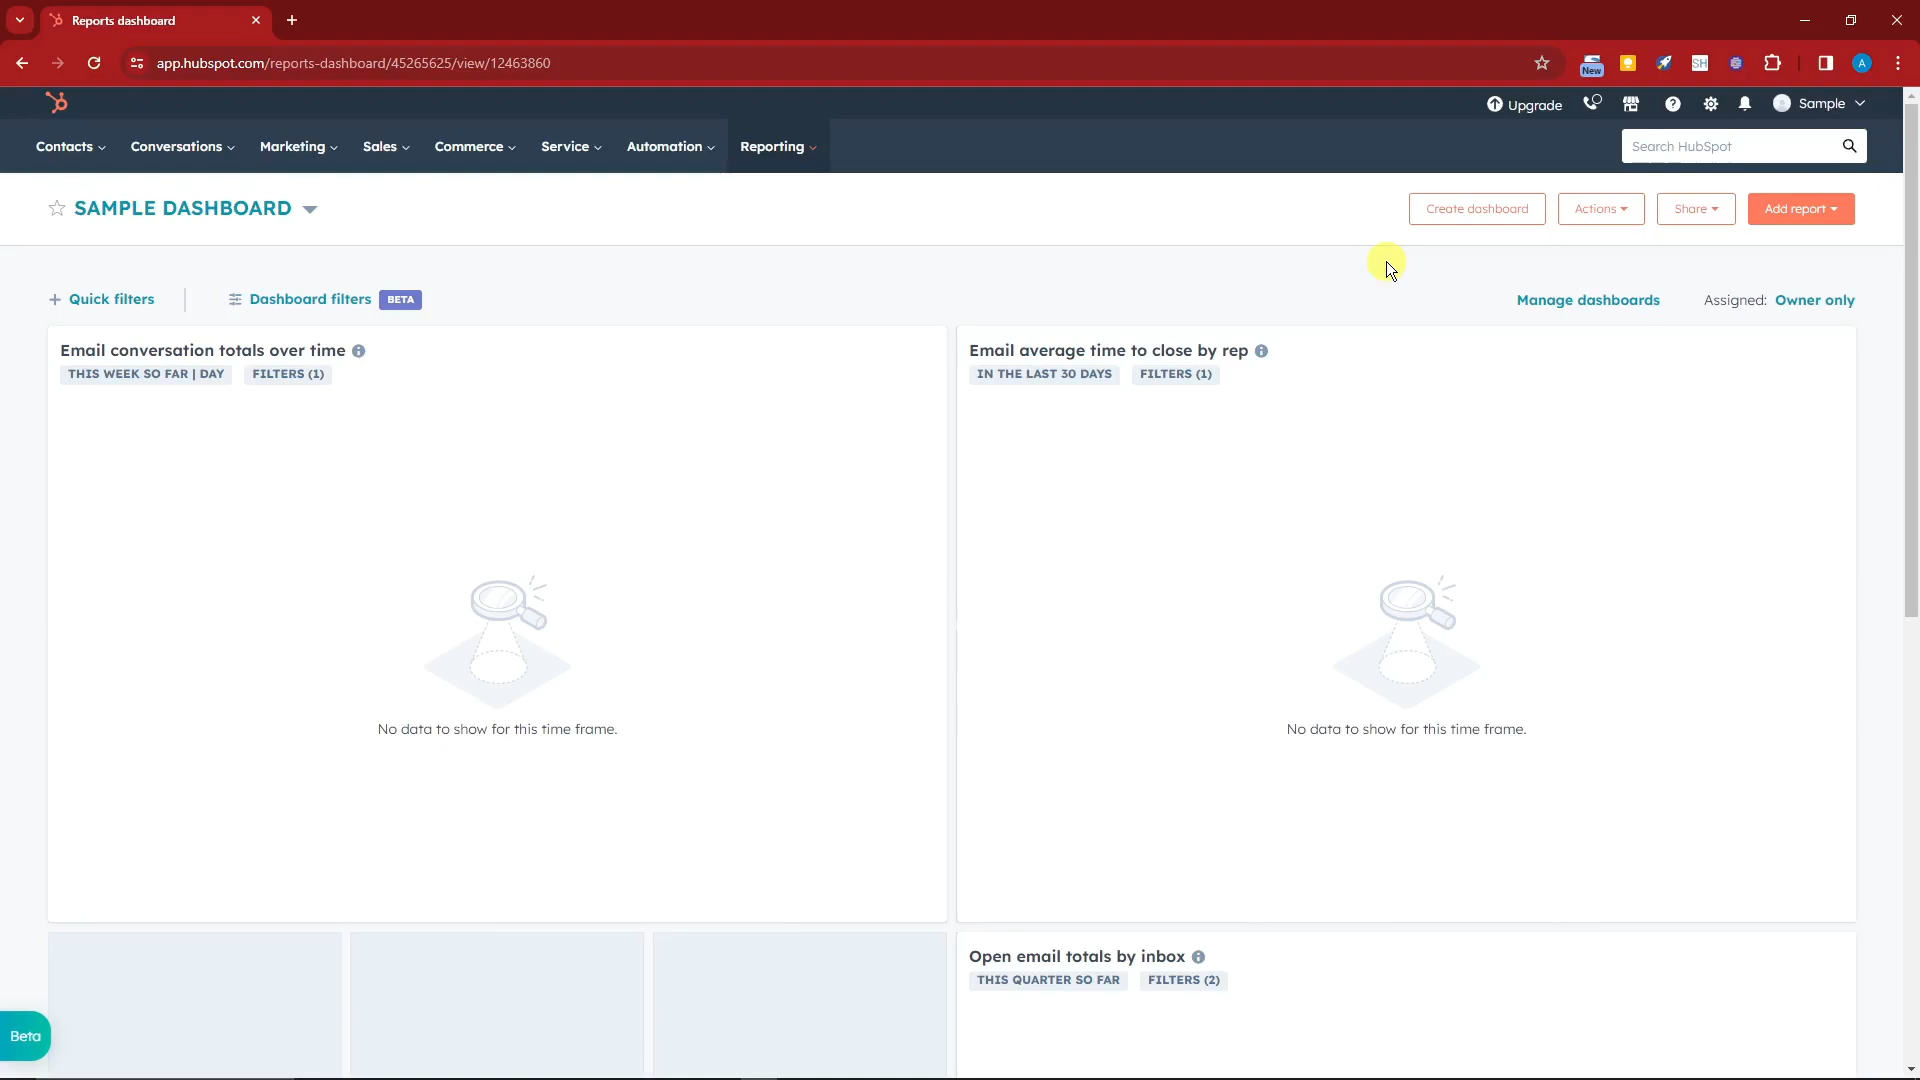 Reports dashboard
app.hubspot.com/reports-dashboard/45265625/view/12463860
New
SH
A
Upgrade
Sample
Contacts
Conversations
Marketing
Sales
Commerce
Service
Automation
Reporting
Search HubSpot
SAMPLE DASHBOARD
Create dashboard
Actions
Share
Add report
Quick filters
Dashboard filters BETA
Manage dashboards
Assigned: Owner only
Email conversation totals over time
THIS WEEK SO FAR | DAY
FILTERS (1)
No data to show for this time frame.
Email average time to close by rep
IN THE LAST 30 DAYS
FILTERS (1)
No data to show for this time frame.
Open email totals by inbox
THIS QUARTER SO FAR
FILTERS (2)
Beta